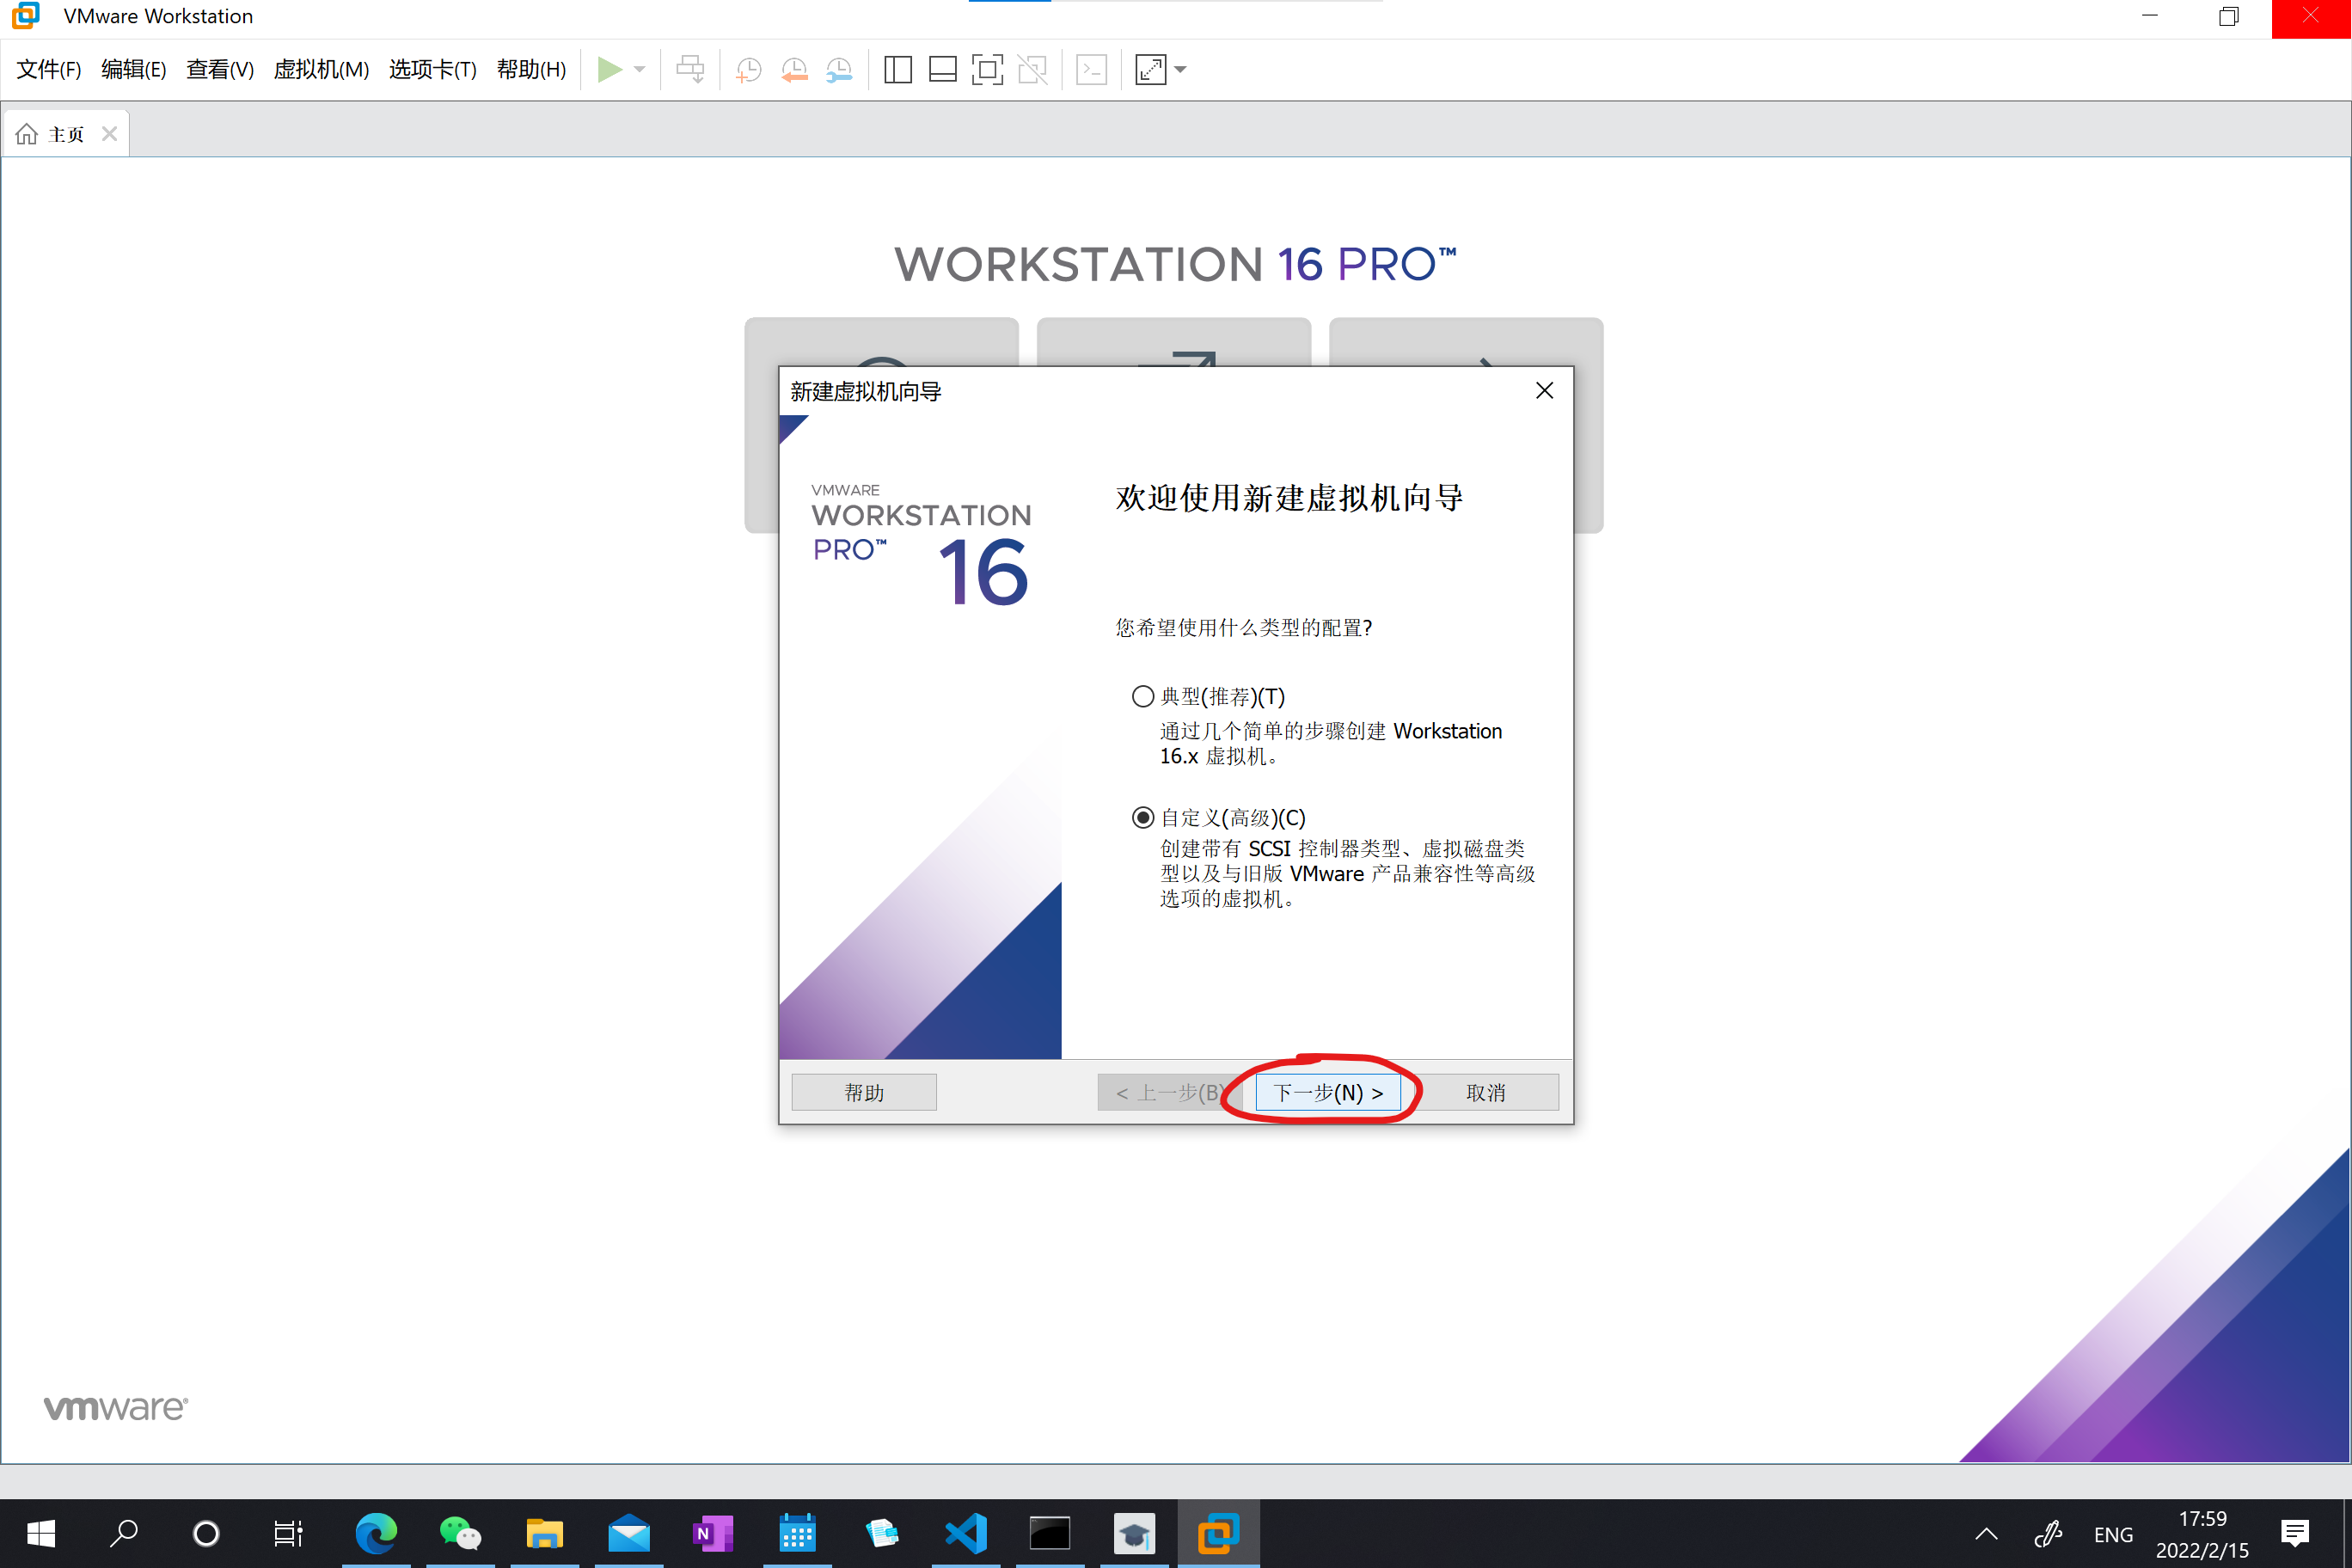 VMware Workstation
文件(F) 编辑(E) 查看(V) 虚拟机(M) 选项卡(T) 帮助(H)
主页
WORKSTATION 16 PRO™
新建虚拟机向导
VMWARE
WORKSTATION
PRO™ 16
欢迎使用新建虚拟机向导
您希望使用什么类型的配置?
典型(推荐)(T)
通过几个简单的步骤创建 Workstation
16.x 虚拟机。
自定义(高级)(C)
创建带有 SCSI 控制器类型、虚拟磁盘类
型以及与旧版 VMware 产品兼容性等高级
选项的虚拟机。
帮助 < 上一步(B) 下一步(N) > 取消
vmware®
N
ENG
17:59
2022/2/15